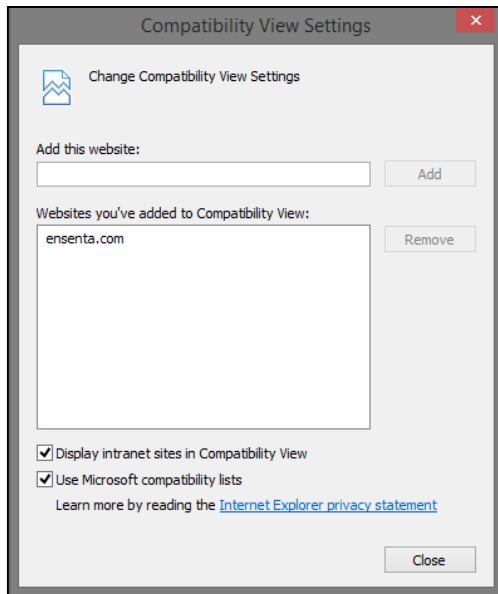 Compatibility View Settings
Change Compatibility View Settings
Add this website:
Add
Websites you've added to Compatibility View:
ensenta.com
Remove
Display intranet sites in Compatibility View
Use Microsoft compatibility lists
Learn more by reading the Internet Explorer privacy statement
Close